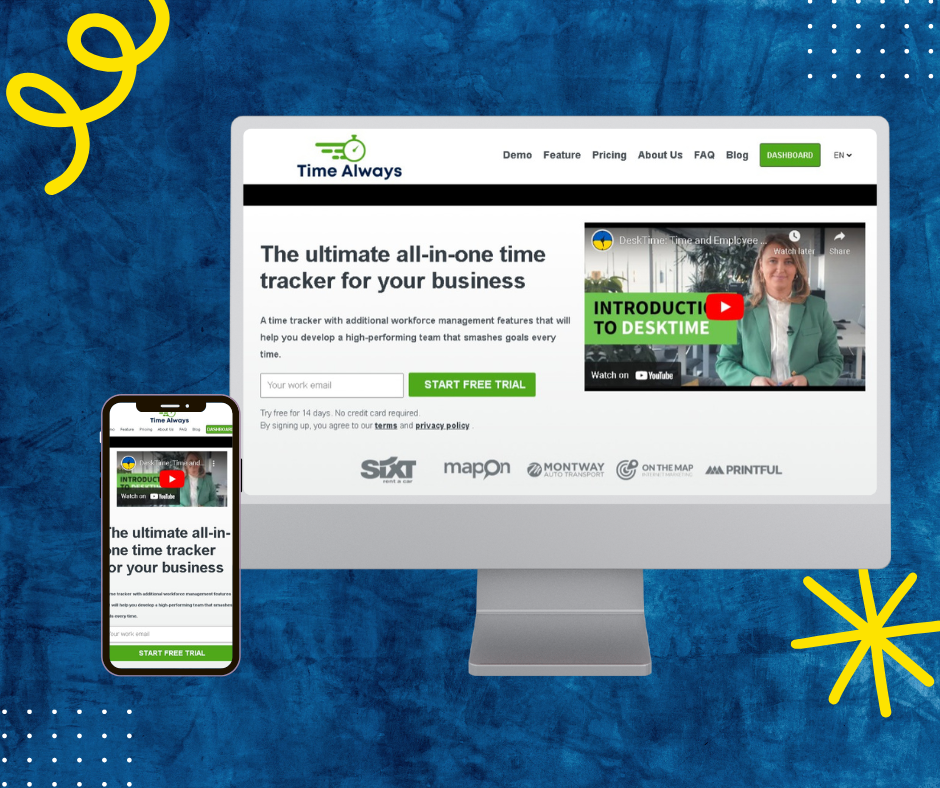 Time Always
Demo Feature Pricing About Us FAQ Blog DASHBOARD EN
The ultimate all-in-one time
tracker for your business
A time tracker with additional workforce management features that will
help you develop a high-performing team that smashes goals every
time.
Your work email START FREE TRIAL
Try free for 14 days. No credit card required.
By signing up, you agree to our terms and privacy policy .
DeskTime: Time and Employee ...
Watch later Share
INTRODUCTI
TO DESKTIME
Watch on YouTube
SIXT
rent a car
mapon
MONTWAY
AUTO TRANSPORT
ON THE MAP
INTERNET MARKETING
PRINTFUL
Time Always
Feature Pricing About Us FAQ Blog DASHBOAR
DeskTime: Time and...
INTRODUCT
Watch on YouTube
The ultimate all-in-
one time tracker
for your business
time tracker with additional workforce management features
will help you develop a high-performing team that smashes
every time.
Your work email
START FREE TRIAL